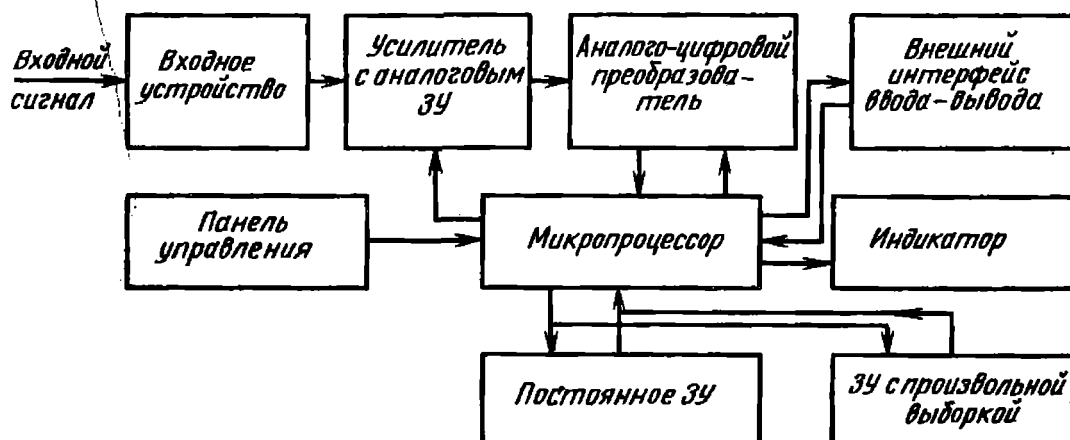 Входной
сигнал
Входное
устройство
Усилитель
с аналоговым
ЗУ
Аналого-цифровой
преобразова-
тель
Внешний
интерфейс
ввода-вывода
Панель
управления
Микропроцессор
Индикатор
Постоянное ЗУ
ЗУ с произвольной
выборкой